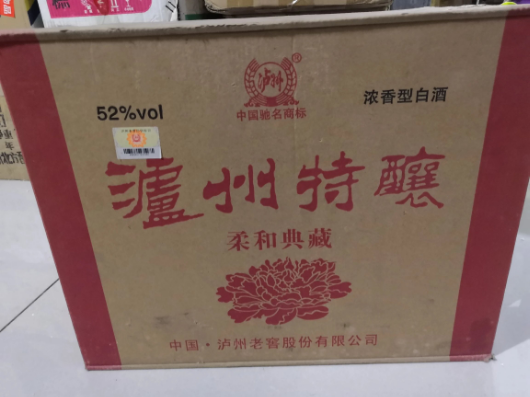 泸州
®
中国驰名商标
52%vol
浓香型白酒
瀘州特釀
柔和典藏
中国·泸州老窖股份有限公司